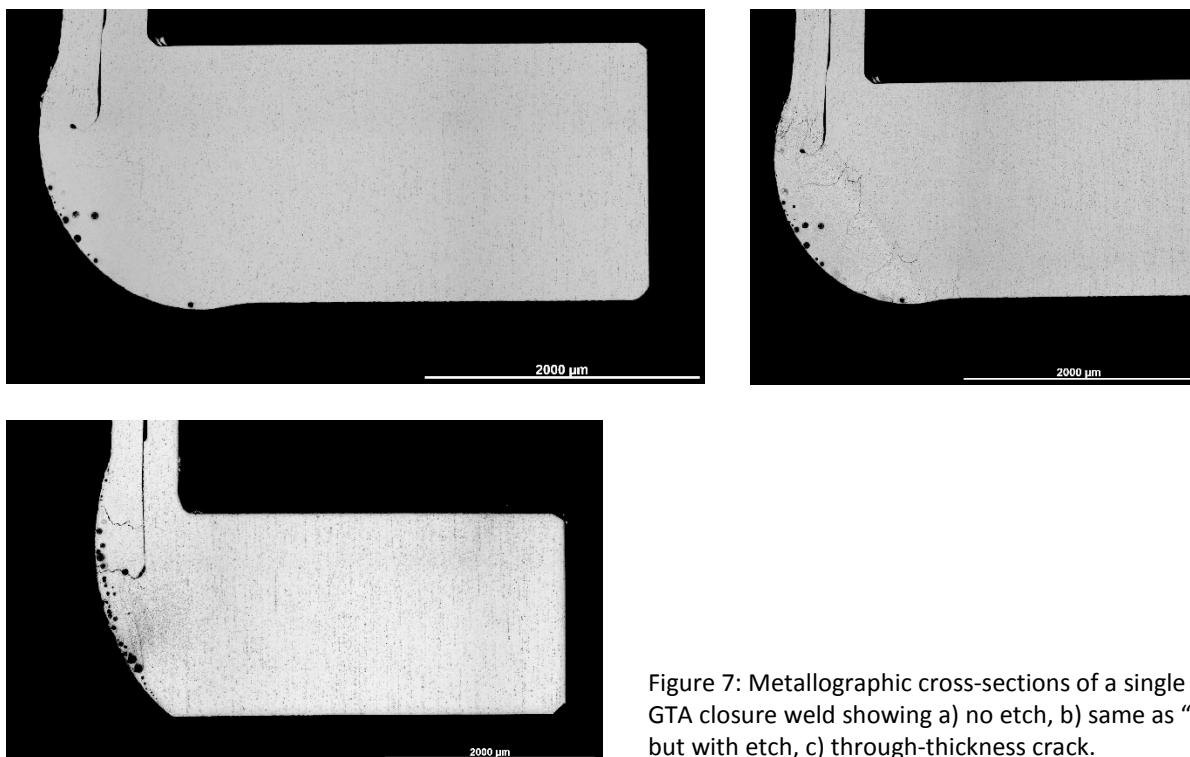 2000 µm
2000 µm
2000 µm
Figure 7: Metallographic cross-sections of a single
GTA closure weld showing a) no etch, b) same as “
but with etch, c) through-thickness crack.